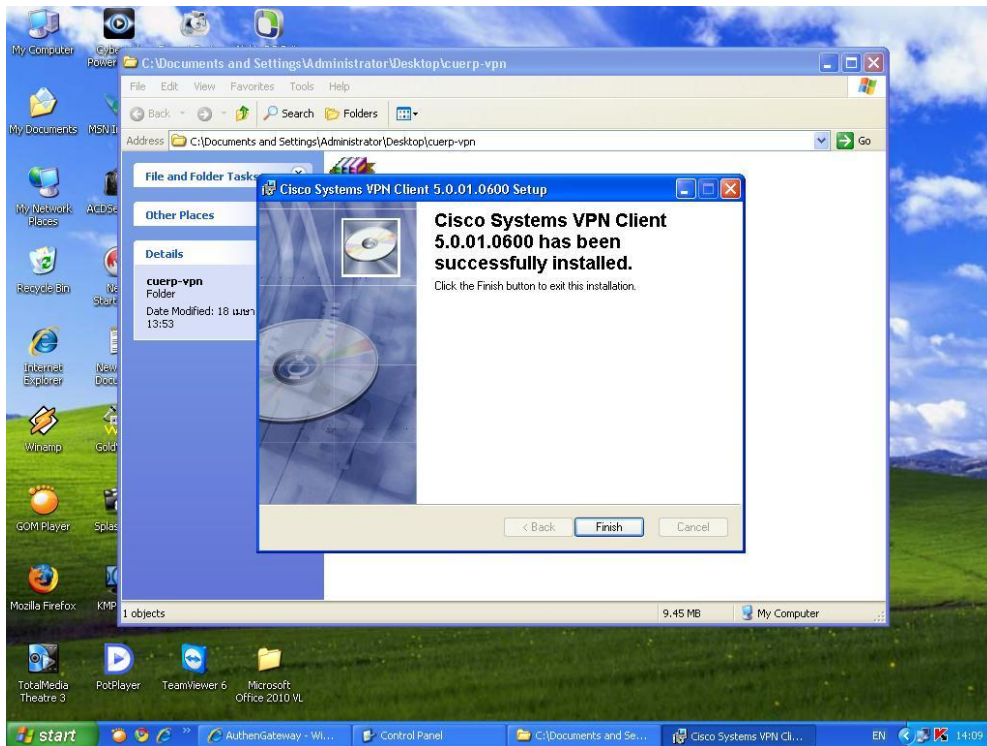 My Computer
C:\Documents and Settings\Administrator\Desktop\cuerp-vpn
File Edit View Favorites Tools Help
Back Search Folders
Address C:\Documents and Settings\Administrator\Desktop\cuerp-vpn Go
My Documents
File and Folder Tasks
My Network
Places
Other Places
Details
cuerp-vpn
Folder
Date Modified: 18 เมษา
13:53
Cisco Systems VPN Client 5.0.01.0600 Setup
Cisco Systems VPN Client
5.0.01.0600 has been
successfully installed.
Click the Finish button to exit this installation.
< Back Finish Cancel
Recycle Bin
Internet
Explorer
Winamp
GOM Player
Mozilla Firefox KMP
1 objects 9.45 MB My Computer
TotalMedia
Theatre 3
PotPlayer
TeamViewer 6
Microsoft
Office 2010 VL
start AuthenGateway - Wi... Control Panel C:\Documents and Se... Cisco Systems VPN Cli... EN 14:09